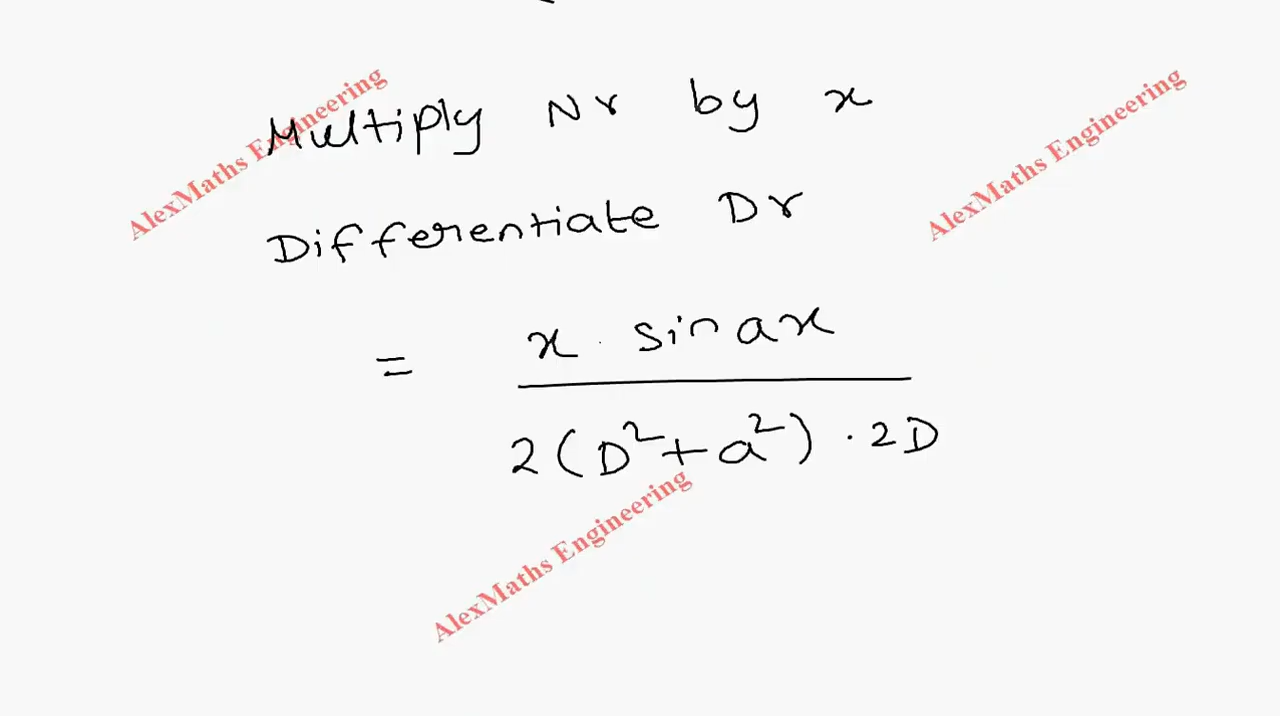 Multiply Nr by x
Differentiate Dr
= x . sin ax
2(D²+a²) · 2D
AlexMaths Engineering
AlexMaths Engineering
AlexMaths Engineering